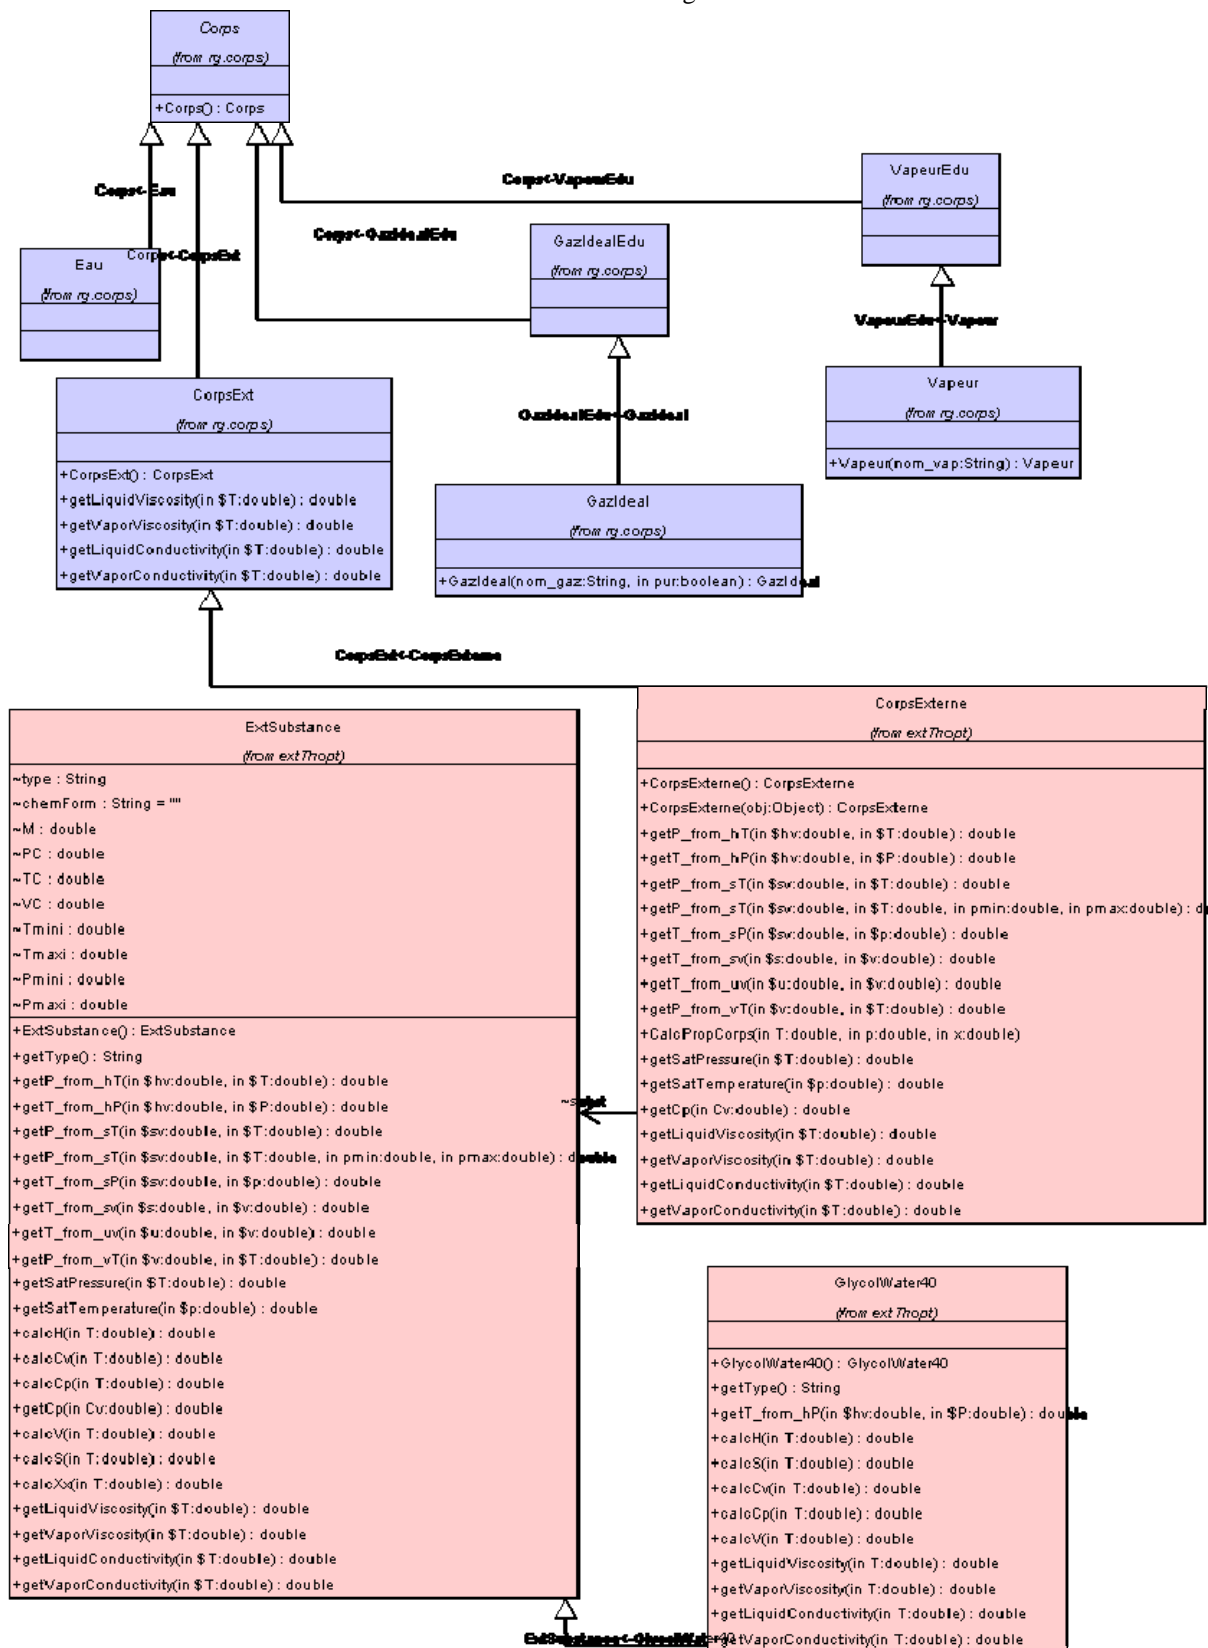 Corps
(from rg.corps)
+Corps() : Corps
Corps<-Eau
Corps<-CorpsExt
Corps<-GazIdealEdu
Corps<-VapeurEdu
VapeurEdu
(from rg.corps)
GazIdealEdu
(from rg.corps)
Eau
(from rg.corps)
VapeurEdu<-Vapeur
GazIdealEdu<-GazIdeal
CorpsExt
(from rg.corps)
+CorpsExt() : CorpsExt
+getLiquidViscosity(in $T:double) : double
+getVaporViscosity(in $T:double) : double
+getLiquidConductivity(in $T:double) : double
+getVaporConductivity(in $T:double) : double
Vapeur
(from rg.corps)
+Vapeur(nom_vap:String) : Vapeur
GazIdeal
(from rg.corps)
+GazIdeal(nom_gaz:String, in pur:boolean) : GazIdeal
CorpsExt<-CorpsExterne
ExtSubstance
(from extThopt)
~type : String
~chemForm : String = ""
~M : double
~PC : double
~TC : double
~VC : double
~Tmini : double
~Tmaxi : double
~Pmini : double
~Pmaxi : double
+ExtSubstance() : ExtSubstance
+getType() : String
+getP_from_hT(in $hv:double, in $T:double) : double
+getT_from_hP(in $hv:double, in $P:double) : double
+getP_from_sT(in $sv:double, in $T:double) : double
+getP_from_sT(in $sv:double, in $T:double, in pmin:double, in pmax:double) : double
+getT_from_sP(in $sv:double, in $p:double) : double
+getT_from_sv(in $s:double, in $v:double) : double
+getT_from_uv(in $u:double, in $v:double) : double
+getP_from_vT(in $v:double, in $T:double) : double
+getSatPressure(in $T:double) : double
+getSatTemperature(in $p:double) : double
+calcH(in T:double) : double
+calcCv(in T:double) : double
+calcCp(in T:double) : double
+getCp(in Cv:double) : double
+calcV(in T:double) : double
+calcS(in T:double) : double
+calcXx(in T:double) : double
+getLiquidViscosity(in $T:double) : double
+getVaporViscosity(in $T:double) : double
+getLiquidConductivity(in $T:double) : double
+getVaporConductivity(in $T:double) : double
CorpsExterne
(from extThopt)
+CorpsExterne() : CorpsExterne
+CorpsExterne(obj:Object) : CorpsExterne
+getP_from_hT(in $hv:double, in $T:double) : double
+getT_from_hP(in $hv:double, in $P:double) : double
+getP_from_sT(in $sv:double, in $T:double) : double
+getP_from_sT(in $sv:double, in $T:double, in pmin:double, in pmax:double) : d
+getT_from_sP(in $sv:double, in $p:double) : double
+getT_from_sv(in $s:double, in $v:double) : double
+getT_from_uv(in $u:double, in $v:double) : double
+getP_from_vT(in $v:double, in $T:double) : double
+CalcPropCorps(in T:double, in p:double, in x:double)
+getSatPressure(in $T:double) : double
+getSatTemperature(in $p:double) : double
+getCp(in Cv:double) : double
+getLiquidViscosity(in $T:double) : double
+getVaporViscosity(in $T:double) : double
+getLiquidConductivity(in $T:double) : double
+getVaporConductivity(in $T:double) : double
~subst
GlycolWater40
(from extThopt)
+GlycolWater40() : GlycolWater40
+getType() : String
+getT_from_hP(in $hv:double, in $P:double) : double
+calcH(in T:double) : double
+calcS(in T:double) : double
+calcCv(in T:double) : double
+calcCp(in T:double) : double
+calcV(in T:double) : double
+getLiquidViscosity(in T:double) : double
+getVaporViscosity(in T:double) : double
+getLiquidConductivity(in T:double) : double
+getVaporConductivity(in T:double) : double
ExtSubstance<-GlycolWater40